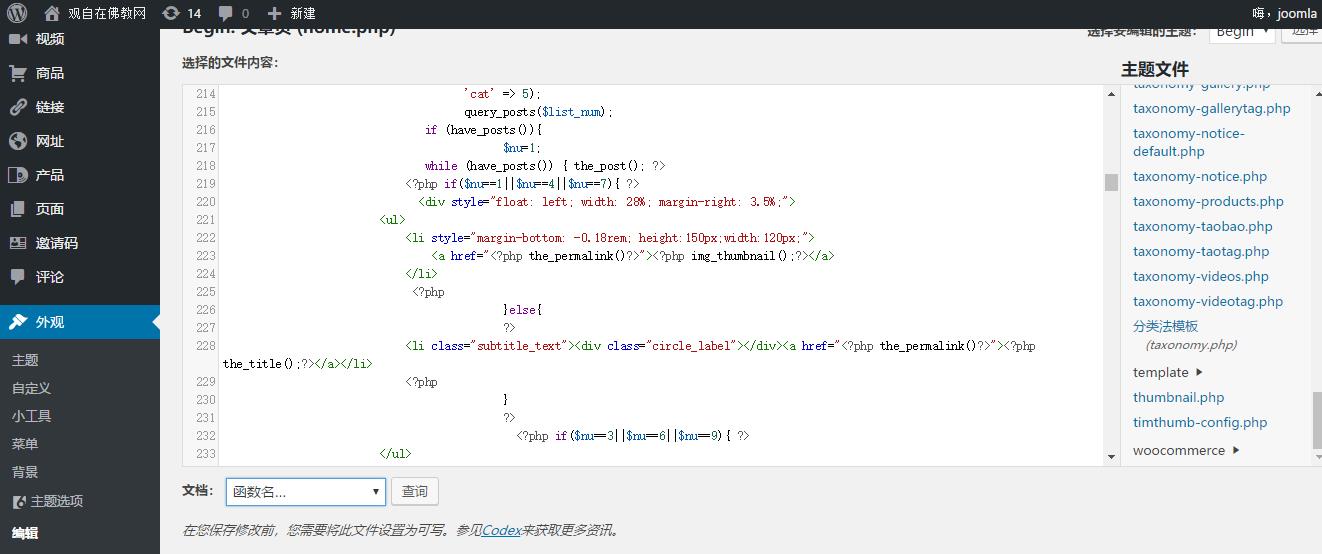 观自在佛教网 14 0 新建 嗨，joomla
视频
商品
链接
网址
产品
页面
邀请码
评论
外观
主题
自定义
小工具
菜单
背景
主题选项
编辑
Begin: 文章页 (home.php)
选择要编辑的主题： Begin 选择
选择的文件内容：
214 'cat' => 5);
215 query_posts($list_num);
216 if (have_posts()){
217 $nu=1;
218 while (have_posts()) { the_post(); ?>
219 <?php if($nu==1||$nu==4||$nu==7){ ?>
220 <div style="float: left; width: 28%; margin-right: 3.5%;">
221 <ul>
222 <li style="margin-bottom: -0.18rem; height:150px;width:120px;">
223 <a href="<?php the_permalink()?>"><?php img_thumbnail();?></a>
224 </li>
225 <?php
226 }else{
227 ?>
228 <li class="subtitle_text"><div class="circle_label"></div><a href="<?php the_permalink()?>"><?php
the_title();?></a></li>
229 <?php
230 }
231 ?>
232 <?php if($nu==3||$nu==6||$nu==9){ ?>
233 </ul>
主题文件
taxonomy-gallery.php
taxonomy-gallerytag.php
taxonomy-notice-
default.php
taxonomy-notice.php
taxonomy-products.php
taxonomy-taobao.php
taxonomy-taotag.php
taxonomy-videos.php
taxonomy-videotag.php
分类法模板
(taxonomy.php)
template
thumbnail.php
timthumb-config.php
woocommerce
文档： 函数名... 查询
在您保存修改前，您需要将此文件设置为可写。参见Codex来获取更多资讯。